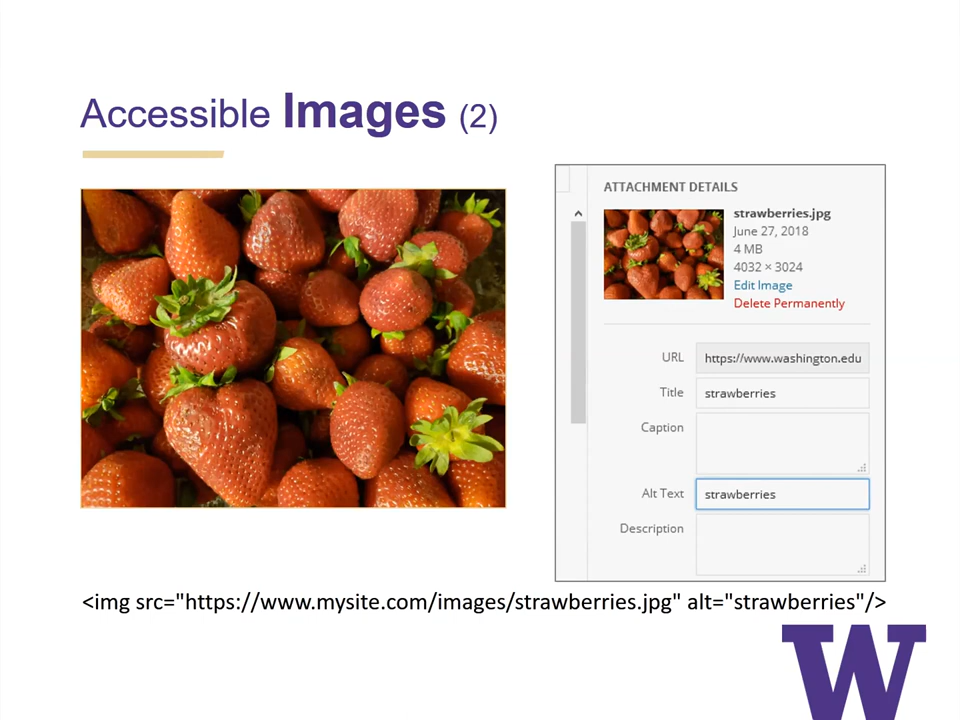 Accessible Images (2)
ATTACHMENT DETAILS
strawberries.jpg
June 27, 2018
4 MB
4032 × 3024
Edit Image
Delete Permanently
URL https://www.washington.edu
Title strawberries
Caption
Alt Text strawberries
Description
<img src="https://www.mysite.com/images/strawberries.jpg" alt="strawberries"/>
W